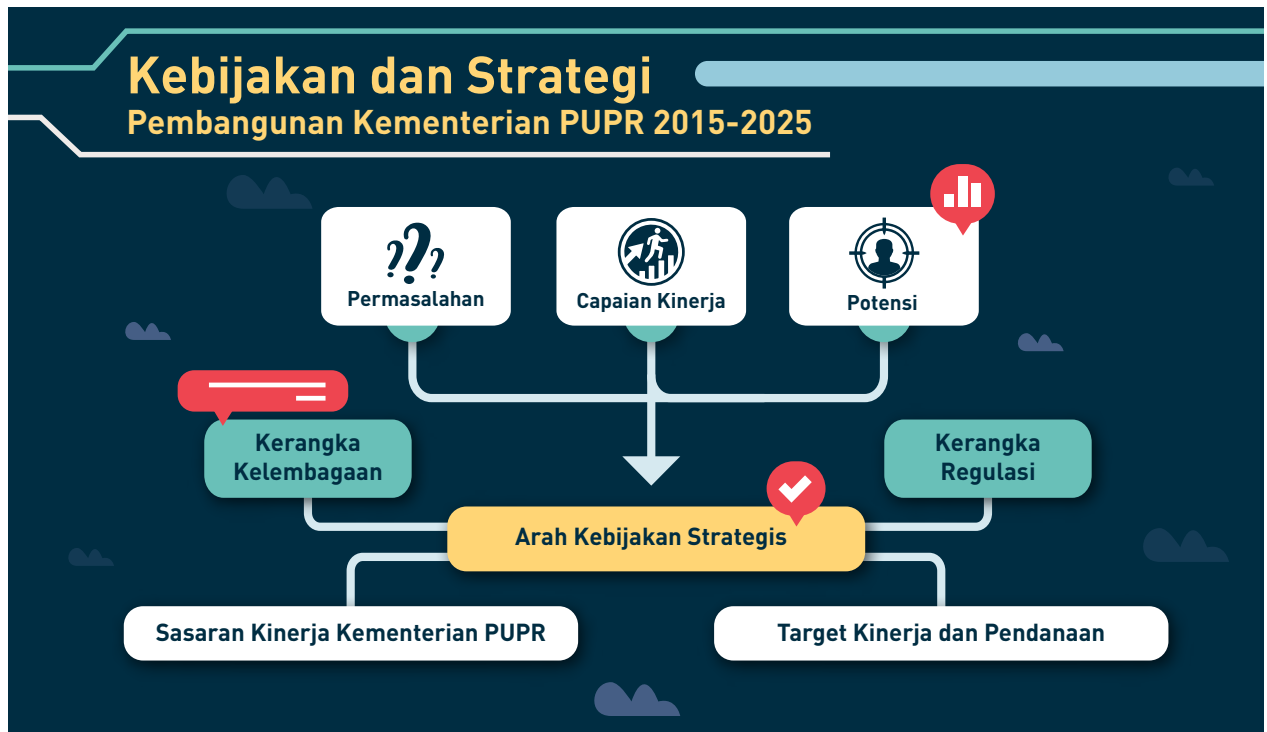 Kebijakan dan Strategi
Pembangunan Kementerian PUPR 2015-2025
Permasalahan
Capaian Kinerja
Potensi
Kerangka
Kelembagaan
Kerangka
Regulasi
Arah Kebijakan Strategis
Sasaran Kinerja Kementerian PUPR
Target Kinerja dan Pendanaan